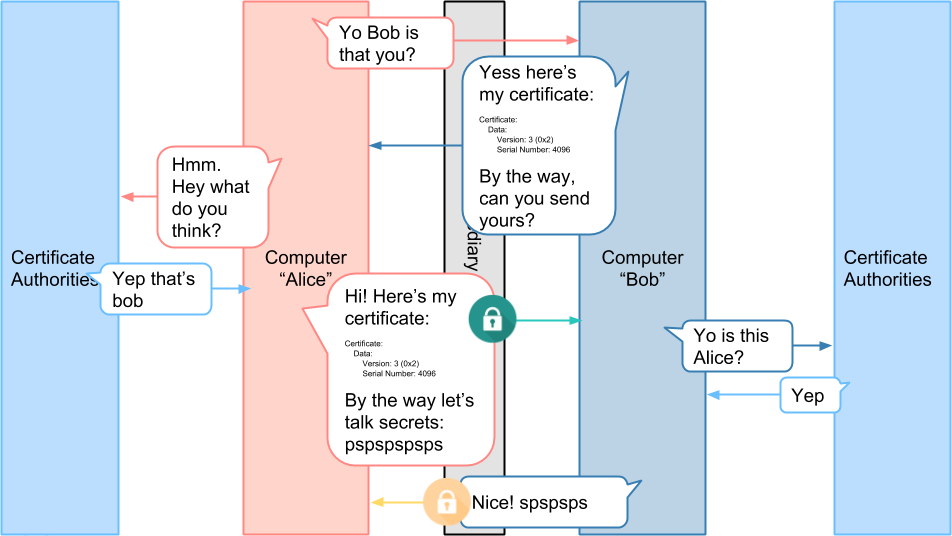 Yo Bob is
that you?
Yess here's
my certificate:
Certificate:
Data:
Version: 3 (0x2)
Serial Number: 4096
By the way,
can you send
yours?
Hmm.
Hey what
do you
think?
Certificate
Authorities
Computer
"Alice"
diary
Computer
"Bob"
Certificate
Authorities
Yep that's
bob
Hi! Here's my
certificate:
Certificate:
Data:
Version: 3 (0x2)
Serial Number: 4096
By the way let's
talk secrets:
pspspspsps
Yo is this
Alice?
Yep
Nice! spspsps